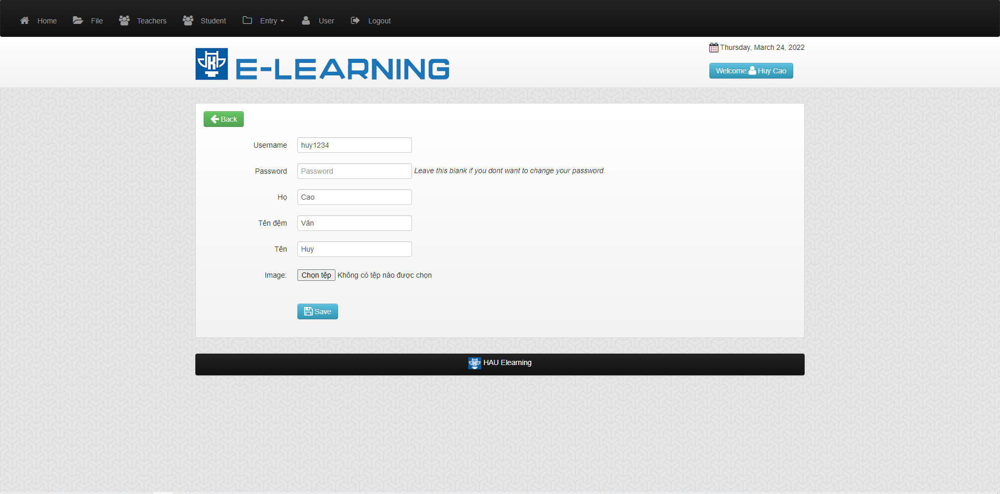 Home File Teachers Student Entry User Logout
Thursday, March 24, 2022
E-LEARNING
Welcome: Huy Cao
Back
Username huy1234
Password Password Leave this blank if you dont want to change your password.
Họ Cao
Tên đệm Văn
Tên Huy
Image: Chọn tệp Không có tệp nào được chọn
Save
HAU Elearning